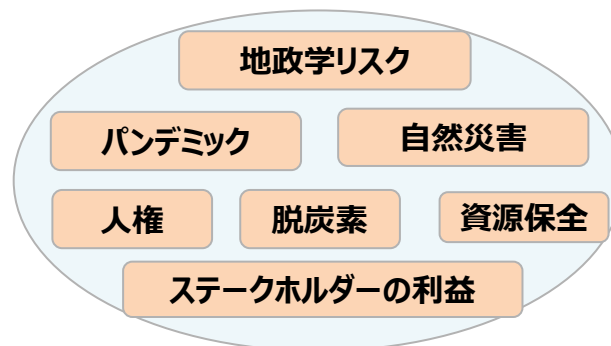 地政学リスク
パンデミック
自然災害
人権
脱炭素
資源保全
ステークホルダーの利益